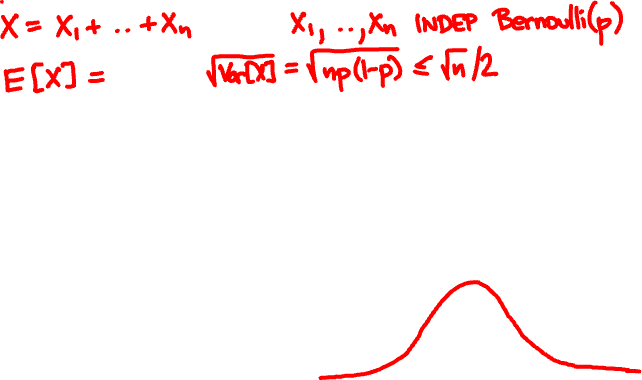 X = X₁ + .. + Xₙ X₁, .., Xₙ INDEP Bernoulli(p)
E[X] = √Var[X] = √np(1-p) ≤ √n/2